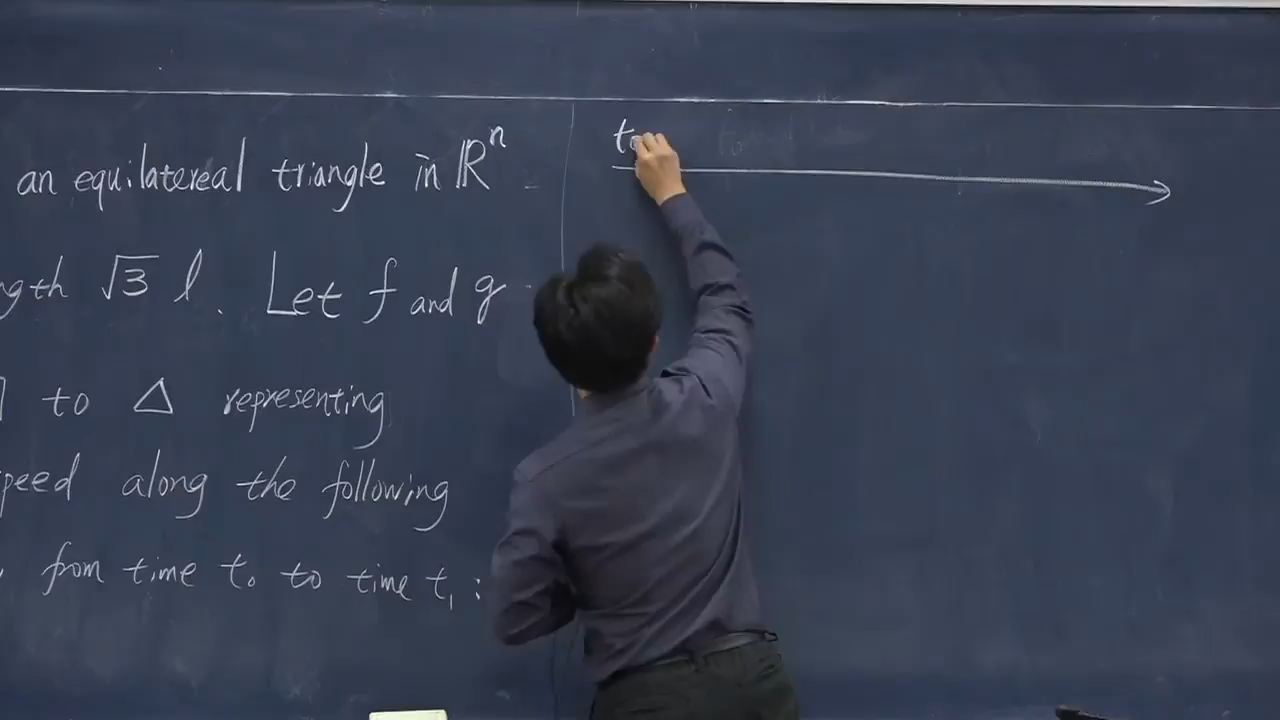 an equilatereal triangle in ℝⁿ
ngth √3 l. Let f and g
to △ representing
peed along the following
, from time t₀ to time t₁ :
t₀